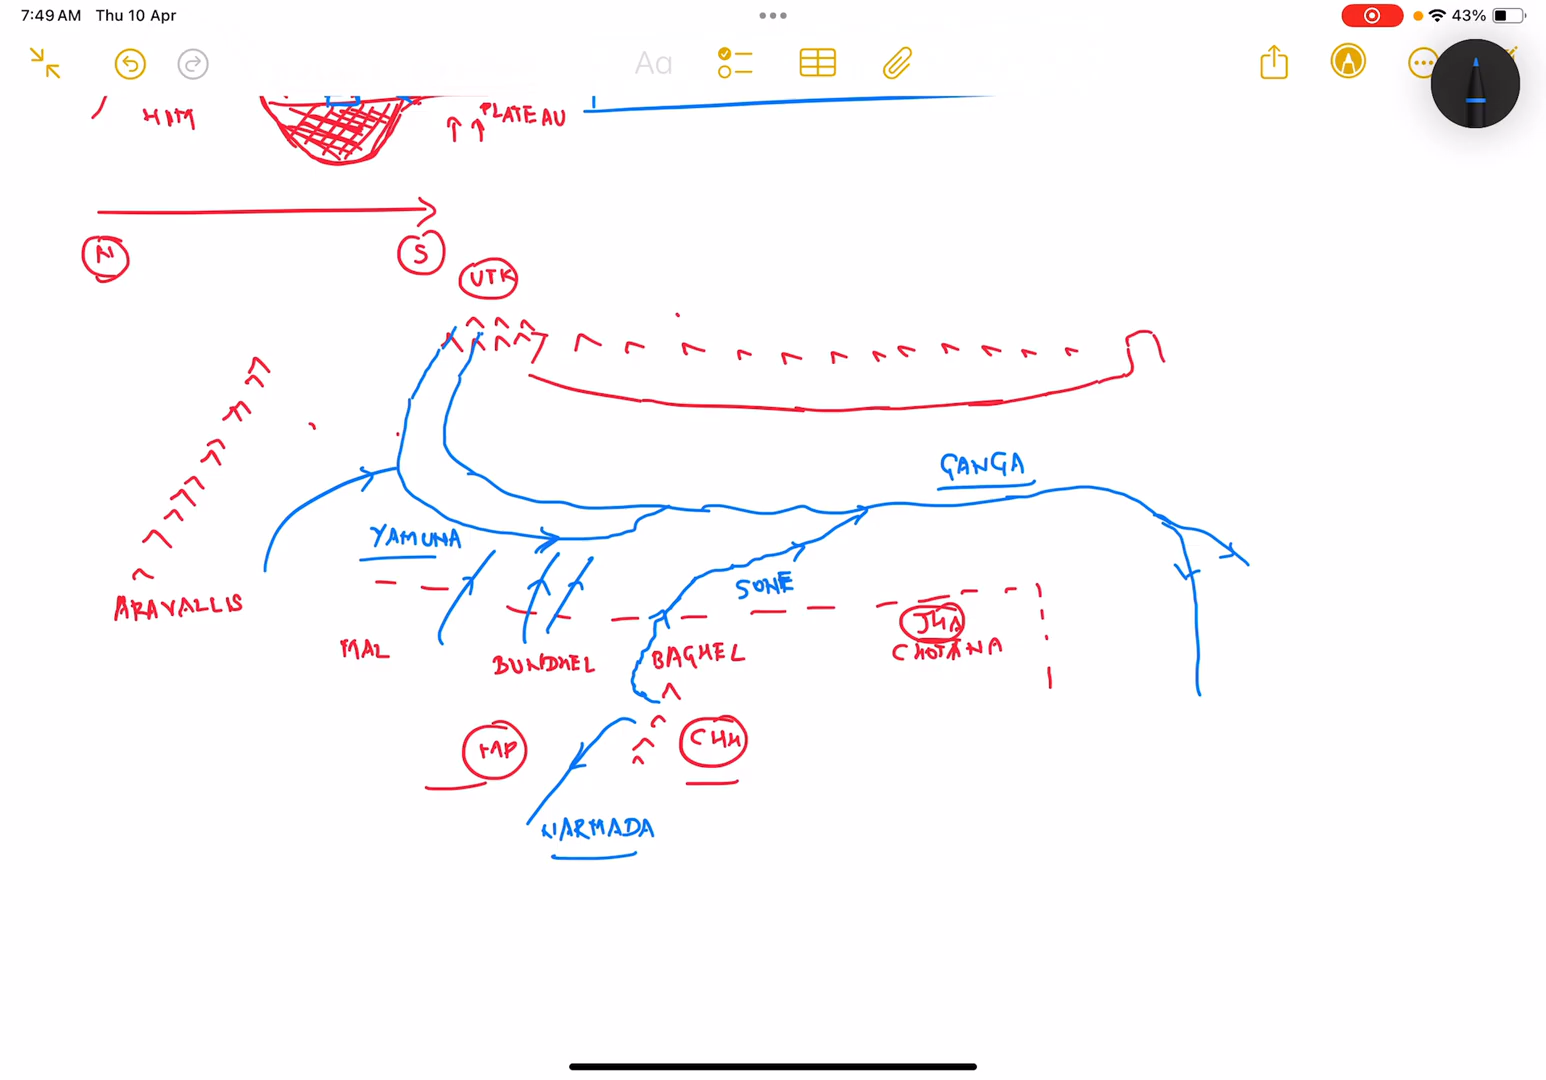 7:49 AM Thu 10 Apr
43%
Aa
HIM
PLATEAU
N
S
UTK
GANGA
YAMUNA
SONE
ARAVALLIS
MAL
BUNDHEL
BAGHEL
JHA
CHOTANA
MP
CHH
NARMADA